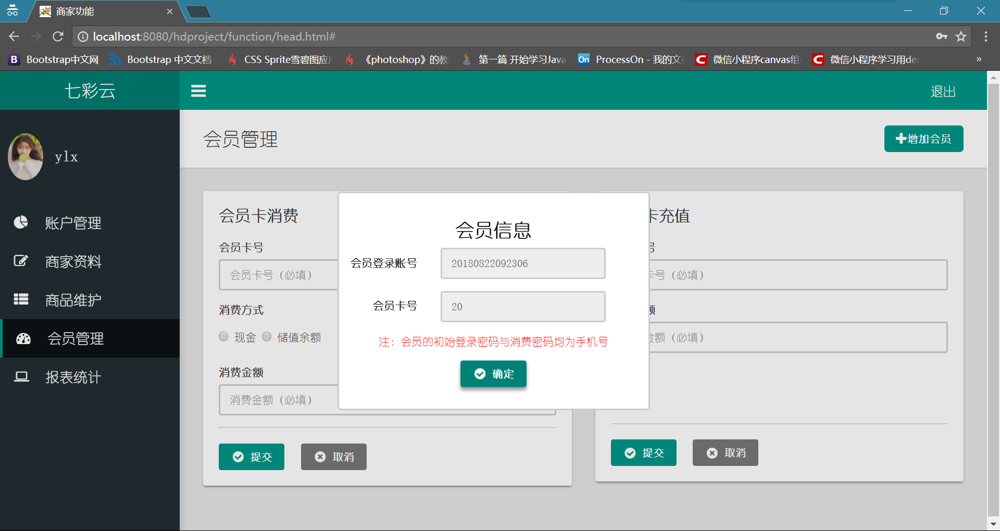 商家功能
localhost:8080/hdproject/function/head.html#
Bootstrap中文网
Bootstrap 中文文档
CSS Sprite雪碧图应
《photoshop》的教
On
ProcessOn - 我的文
第一篇 开始学习Java
微信小程序canvas组
微信小程序学习用de
七彩云
退出
ylx
账户管理
商家资料
商品维护
会员管理
报表统计
会员管理
增加会员
会员卡消费
会员卡号
会员卡号（必填）
消费方式
现金
储值余额
消费金额
消费金额（必填）
提交
取消
会员信息
会员登录账号
20180822092306
会员卡号
20
注：会员的初始登录密码与消费密码均为手机号
确定
卡充值
号
卡号（必填）
额
金额（必填）
提交
取消